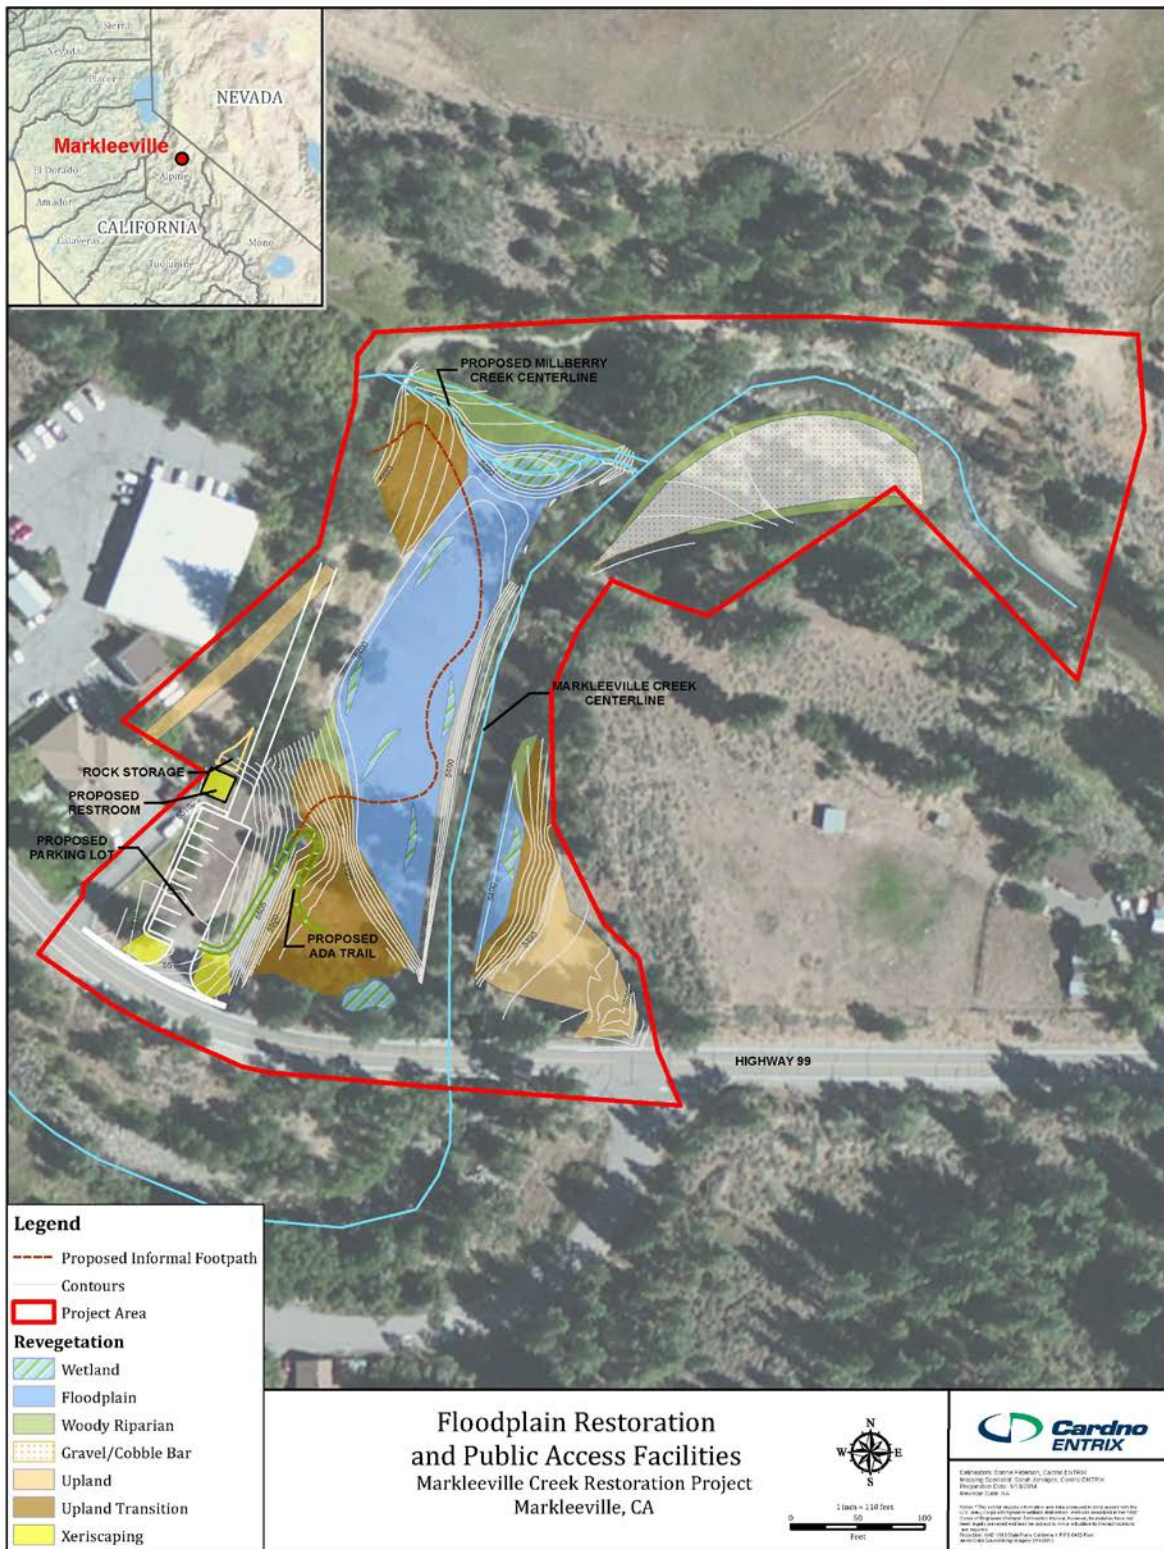 Sierra
Nevada
Placer
NEVADA
Markleeville
El Dorado
Alpine
Amador
CALIFORNIA
Calaveras
Mono
Tuolumne
PROPOSED MILLBERRY
CREEK CENTERLINE
MARKLEEVILLE CREEK
CENTERLINE
5400
ROCK STORAGE
PROPOSED
RESTROOM
PROPOSED
PARKING LOT
PROPOSED
ADA TRAIL
HIGHWAY 99
Legend
Proposed Informal Footpath
Contours
Project Area
Revegetation
Wetland
Floodplain
Woody Riparian
Gravel/Cobble Bar
Upland
Upland Transition
Xeriscaping
Floodplain Restoration
and Public Access Facilities
Markleeville Creek Restoration Project
Markleeville, CA
N
W E
S
1 inch = 110 feet
0 50 100
Feet
Cardno
ENTRIX